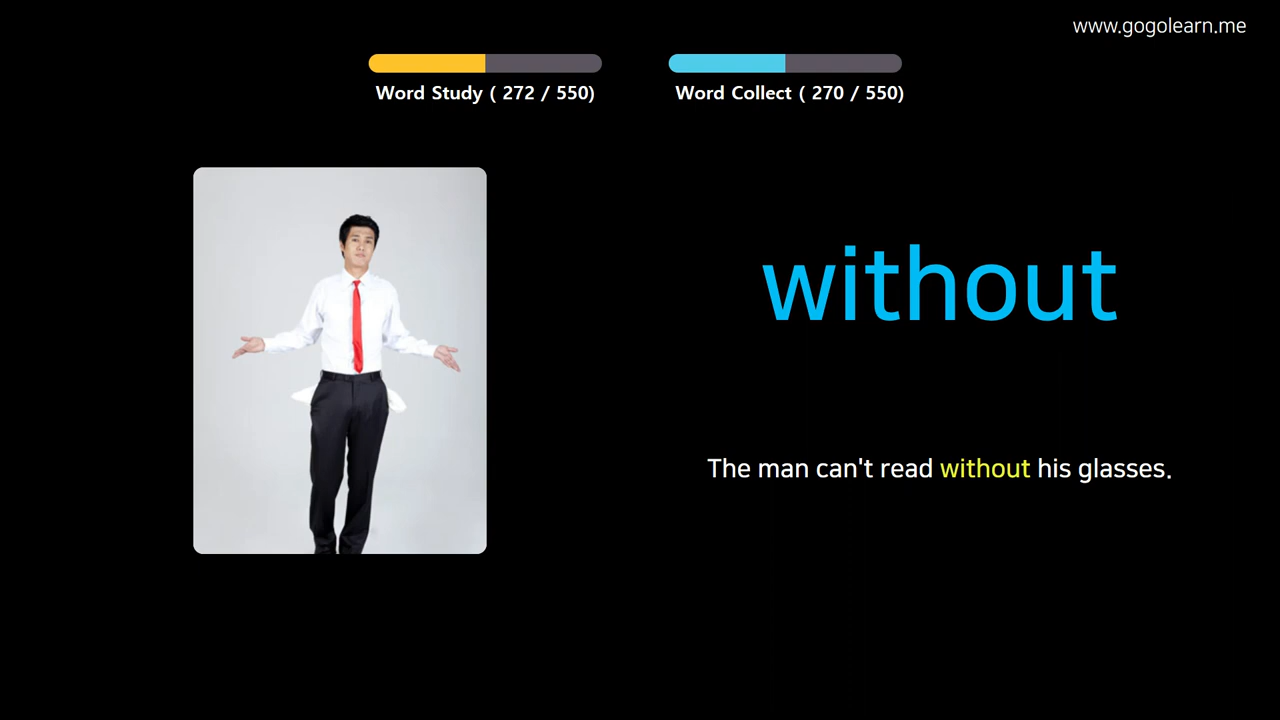 www.gogolearn.me
Word Study ( 272 / 550)
Word Collect ( 270 / 550)
without
The man can't read without his glasses.